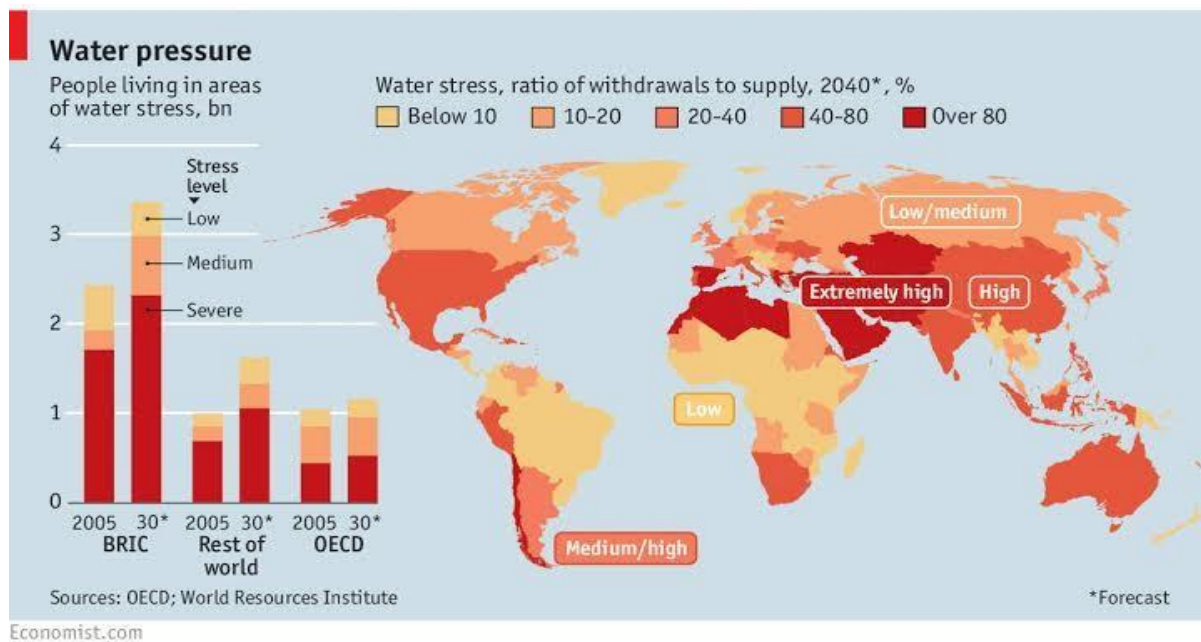 Water pressure
People living in areas
of water stress, bn
4
Stress
level
Low
3
Medium
Severe
2
1
0
2005 30* 2005 30* 2005 30*
BRIC Rest of OECD
world
Water stress, ratio of withdrawals to supply, 2040*, %
Below 10 10-20 20-40 40-80 Over 80
Low/medium
Extremely high High
Low
Medium/high
Sources: OECD; World Resources Institute *Forecast
Economist.com